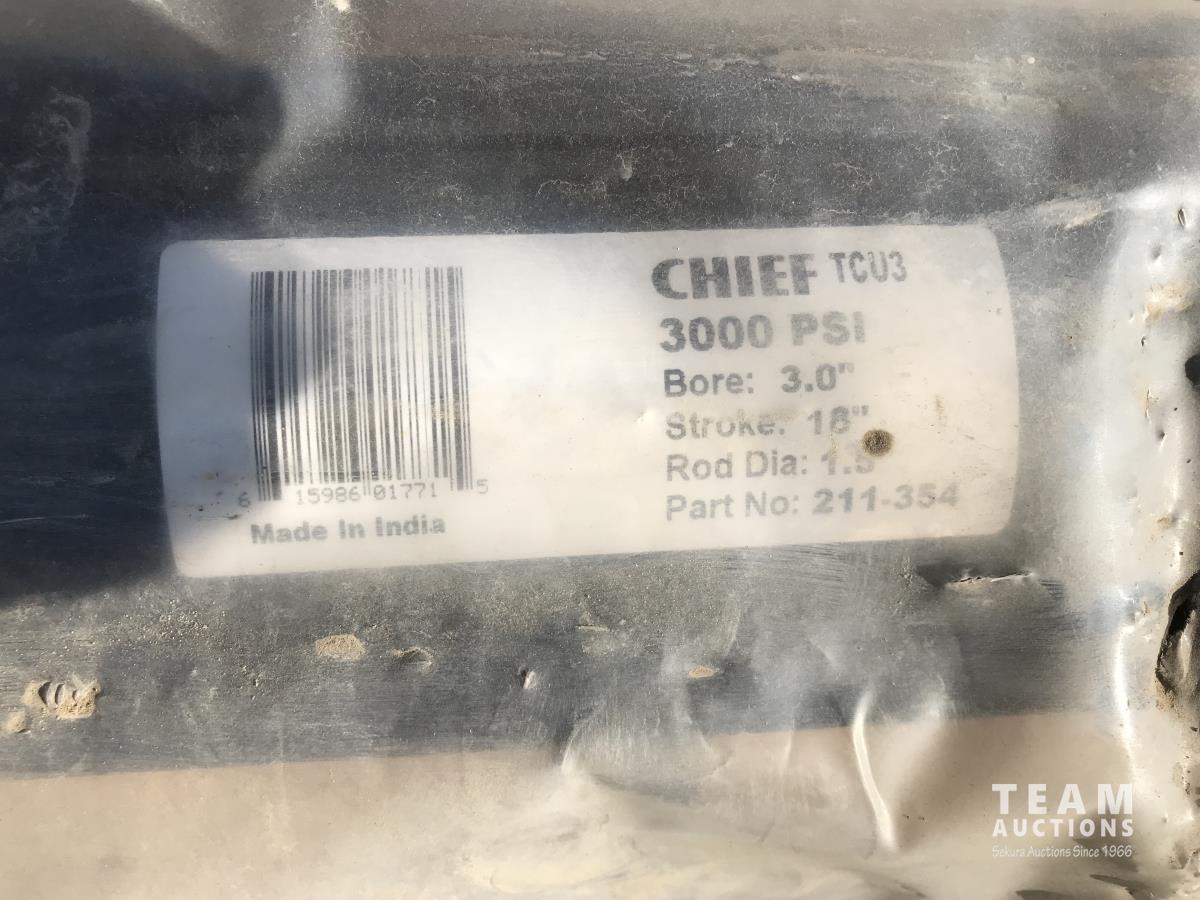 CHIEF TCU3
3000 PSI
Bore: 3.0"
Stroke: 18"
Rod Dia:
Part No: 211-354
6 15986 01771 5
Made In India
TEAM
AUCTIONS
Sekura Auctions Since 1966